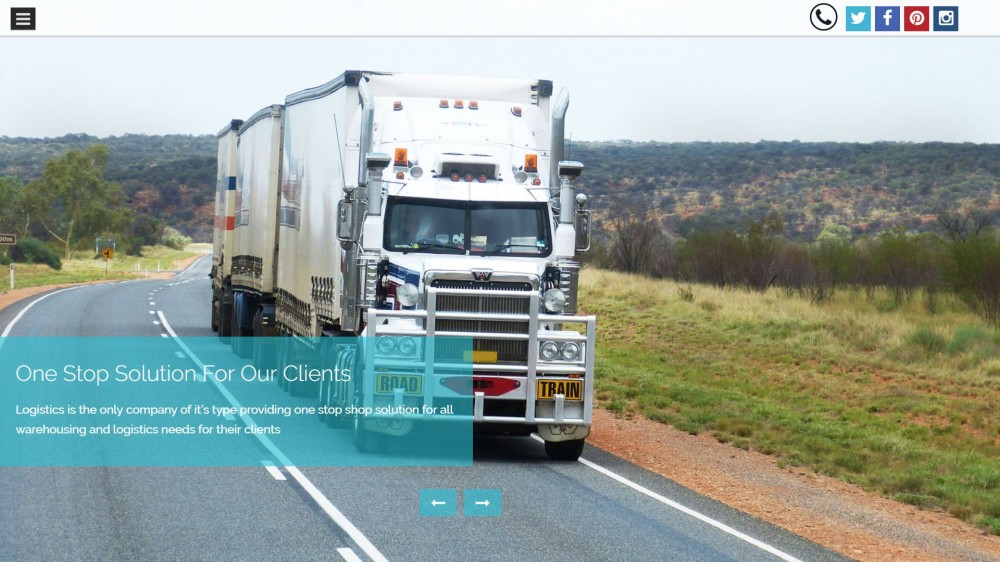 One Stop Solution For Our Clients
Logistics is the only company of it's type providing one stop shop solution for all
warehousing and logistics needs for their clients
ROAD
TRAIN